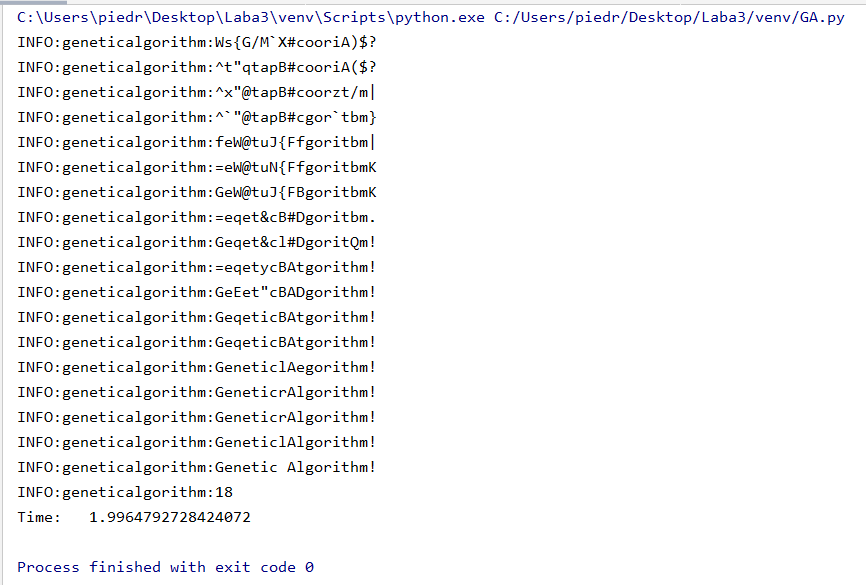 C:\Users\piedr\Desktop\Laba3\venv\Scripts\python.exe C:/Users/piedr/Desktop/Laba3/venv/GA.py
INFO:geneticalgorithm:Ws{G/M`X#cooriA)$?
INFO:geneticalgorithm:^t"qtapB#cooriA($?
INFO:geneticalgorithm:^x"@tapB#coorzt/m|
INFO:geneticalgorithm:^`"@tapB#cgor`tbm}
INFO:geneticalgorithm:feW@tuJ{Ffgoritbm|
INFO:geneticalgorithm:=eW@tuN{FfgoritbmK
INFO:geneticalgorithm:GeW@tuJ{FBgoritbmK
INFO:geneticalgorithm:=eqet&cB#Dgoritbm.
INFO:geneticalgorithm:Geqet&cl#DgoritQm!
INFO:geneticalgorithm:=eqetycBAtgorithm!
INFO:geneticalgorithm:GeEet"cBADgorithm!
INFO:geneticalgorithm:GeqeticBAtgorithm!
INFO:geneticalgorithm:GeqeticBAtgorithm!
INFO:geneticalgorithm:GeneticlAegorithm!
INFO:geneticalgorithm:GeneticrAlgorithm!
INFO:geneticalgorithm:GeneticrAlgorithm!
INFO:geneticalgorithm:GeneticlAlgorithm!
INFO:geneticalgorithm:Genetic Algorithm!
INFO:geneticalgorithm:18
Time:   1.9964792728424072
Process finished with exit code 0